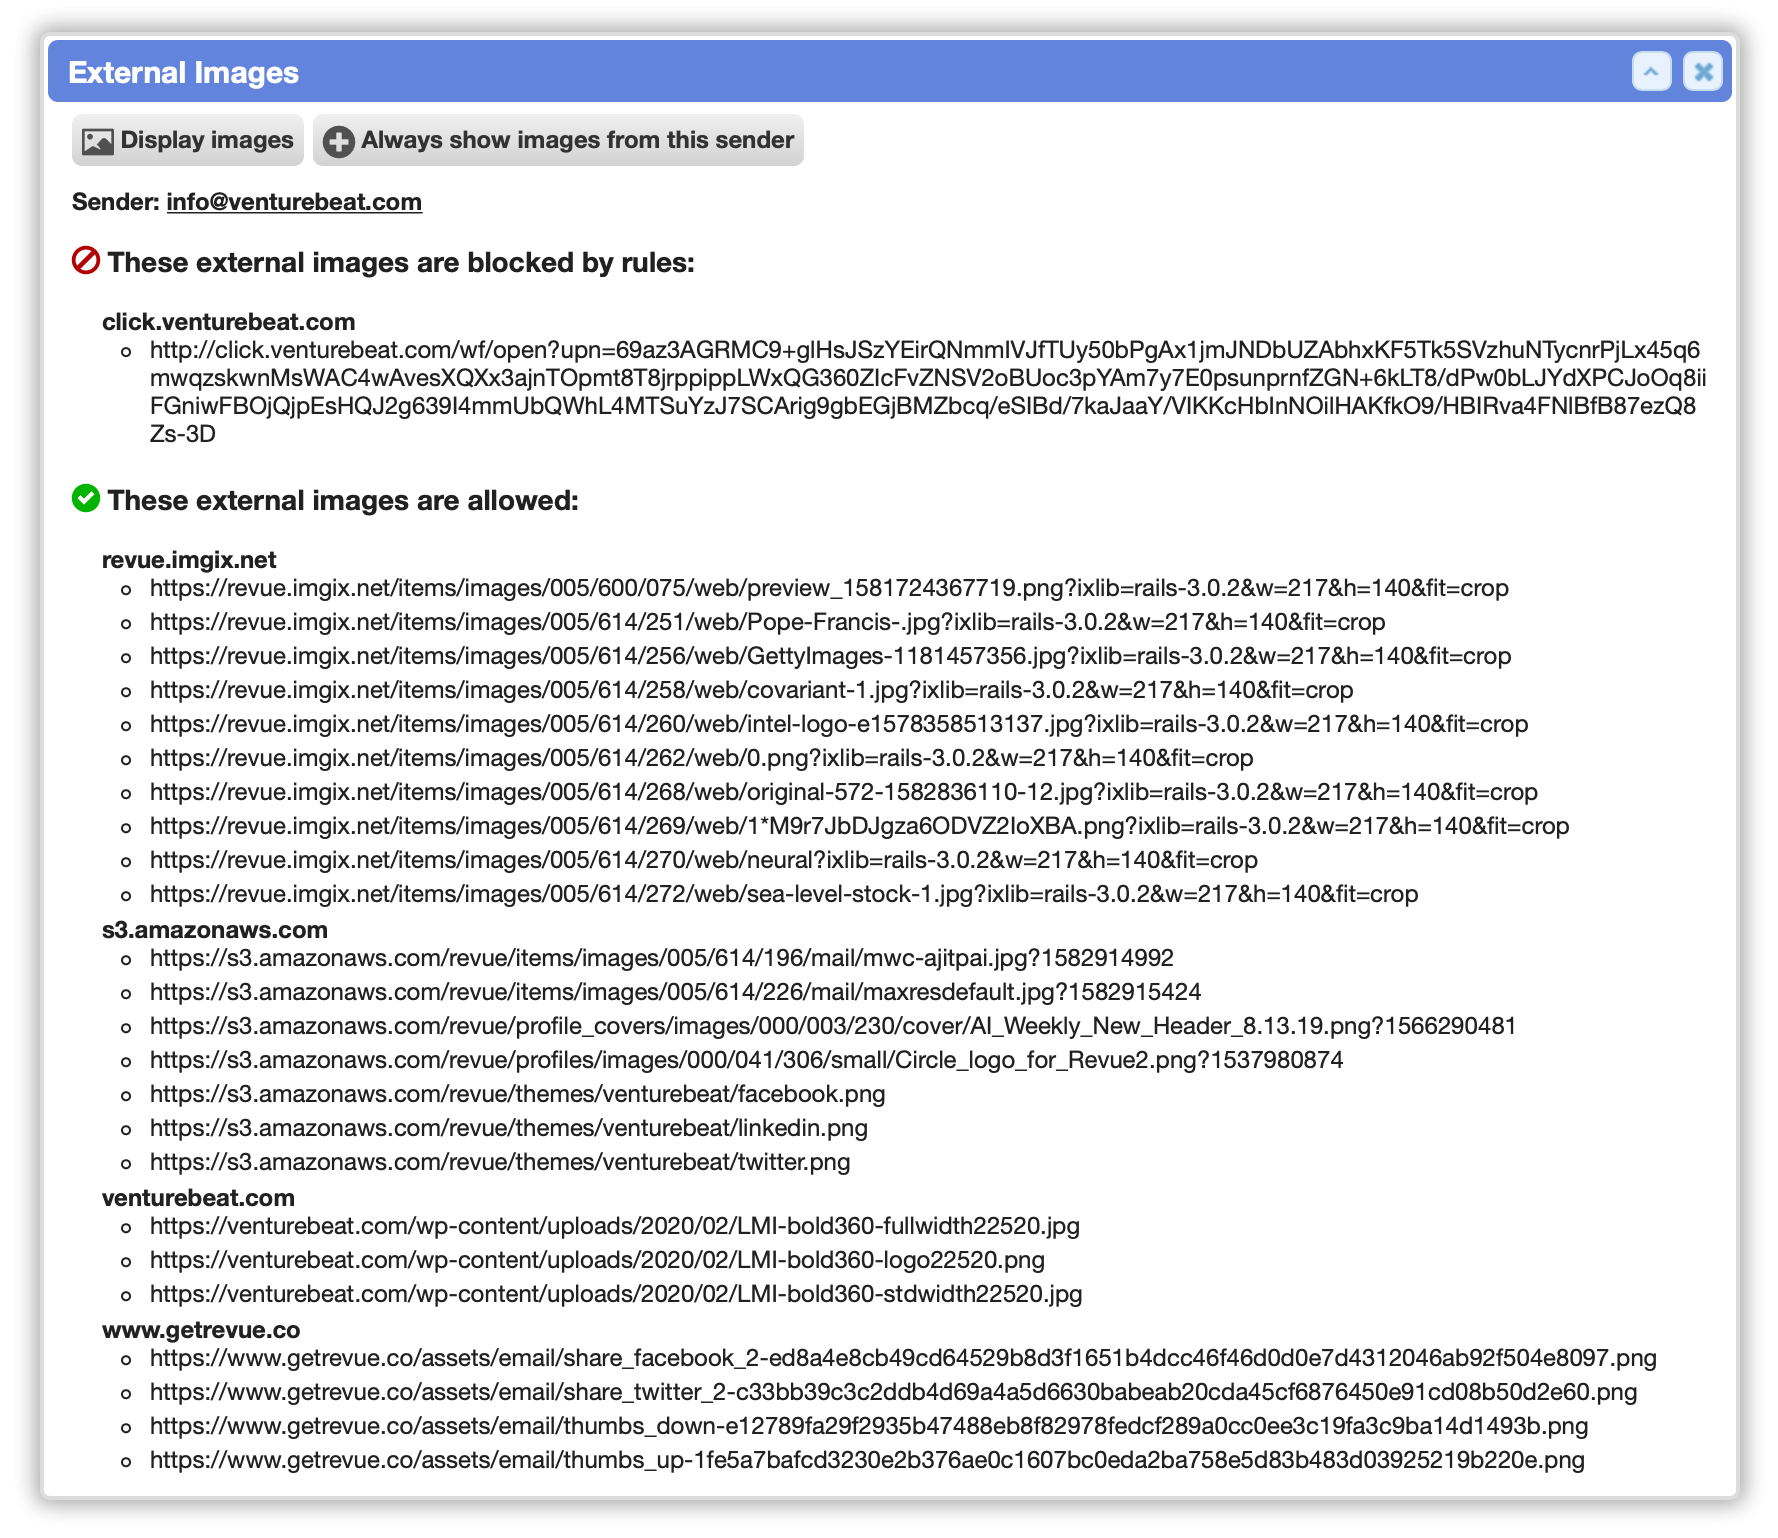 External Images
Display images
Always show images from this sender
Sender: info@venturebeat.com
These external images are blocked by rules:
click.venturebeat.com
http://click.venturebeat.com/wf/open?upn=69az3AGRMC9+glHsJSzYEirQNmmlVJfTUy50bPgAx1jmJNDbUZAbhxKF5Tk5SVzhuNTycnrPjLx45q6
mwqzskwnMsWAC4wAvesXQXx3ajnTOpmt8T8jrppippLWxQG360ZIcFvZNSV2oBUoc3pYAm7y7E0psunprnfZGN+6kLT8/dPw0bLJYdXPCJoOq8ii
FGniwFBOjQjpEsHQJ2g639I4mmUbQWhL4MTSuYzJ7SCArig9gbEGjBMZbcq/eSIBd/7kaJaaY/VlKKcHbInNOilHAKfkO9/HBIRva4FNlBfB87ezQ8
Zs-3D
These external images are allowed:
revue.imgix.net
https://revue.imgix.net/items/images/005/600/075/web/preview_1581724367719.png?ixlib=rails-3.0.2&w=217&h=140&fit=crop
https://revue.imgix.net/items/images/005/614/251/web/Pope-Francis-.jpg?ixlib=rails-3.0.2&w=217&h=140&fit=crop
https://revue.imgix.net/items/images/005/614/256/web/GettyImages-1181457356.jpg?ixlib=rails-3.0.2&w=217&h=140&fit=crop
https://revue.imgix.net/items/images/005/614/258/web/covariant-1.jpg?ixlib=rails-3.0.2&w=217&h=140&fit=crop
https://revue.imgix.net/items/images/005/614/260/web/intel-logo-e1578358513137.jpg?ixlib=rails-3.0.2&w=217&h=140&fit=crop
https://revue.imgix.net/items/images/005/614/262/web/0.png?ixlib=rails-3.0.2&w=217&h=140&fit=crop
https://revue.imgix.net/items/images/005/614/268/web/original-572-1582836110-12.jpg?ixlib=rails-3.0.2&w=217&h=140&fit=crop
https://revue.imgix.net/items/images/005/614/269/web/1*M9r7JbDJgza6ODVZ2IoXBA.png?ixlib=rails-3.0.2&w=217&h=140&fit=crop
https://revue.imgix.net/items/images/005/614/270/web/neural?ixlib=rails-3.0.2&w=217&h=140&fit=crop
https://revue.imgix.net/items/images/005/614/272/web/sea-level-stock-1.jpg?ixlib=rails-3.0.2&w=217&h=140&fit=crop
s3.amazonaws.com
https://s3.amazonaws.com/revue/items/images/005/614/196/mail/mwc-ajitpai.jpg?1582914992
https://s3.amazonaws.com/revue/items/images/005/614/226/mail/maxresdefault.jpg?1582915424
https://s3.amazonaws.com/revue/profile_covers/images/000/003/230/cover/AI_Weekly_New_Header_8.13.19.png?1566290481
https://s3.amazonaws.com/revue/profiles/images/000/041/306/small/Circle_logo_for_Revue2.png?1537980874
https://s3.amazonaws.com/revue/themes/venturebeat/facebook.png
https://s3.amazonaws.com/revue/themes/venturebeat/linkedin.png
https://s3.amazonaws.com/revue/themes/venturebeat/twitter.png
venturebeat.com
https://venturebeat.com/wp-content/uploads/2020/02/LMI-bold360-fullwidth22520.jpg
https://venturebeat.com/wp-content/uploads/2020/02/LMI-bold360-logo22520.png
https://venturebeat.com/wp-content/uploads/2020/02/LMI-bold360-stdwidth22520.jpg
www.getrevue.co
https://www.getrevue.co/assets/email/share_facebook_2-ed8a4e8cb49cd64529b8d3f1651b4dcc46f46d0d0e7d4312046ab92f504e8097.png
https://www.getrevue.co/assets/email/share_twitter_2-c33bb39c3c2ddb4d69a4a5d6630babeab20cda45cf6876450e91cd08b50d2e60.png
https://www.getrevue.co/assets/email/thumbs_down-e12789fa29f2935b47488eb8f82978fedcf289a0cc0ee3c19fa3c9ba14d1493b.png
https://www.getrevue.co/assets/email/thumbs_up-1fe5a7bafcd3230e2b376ae0c1607bc0eda2ba758e5d83b483d03925219b220e.png